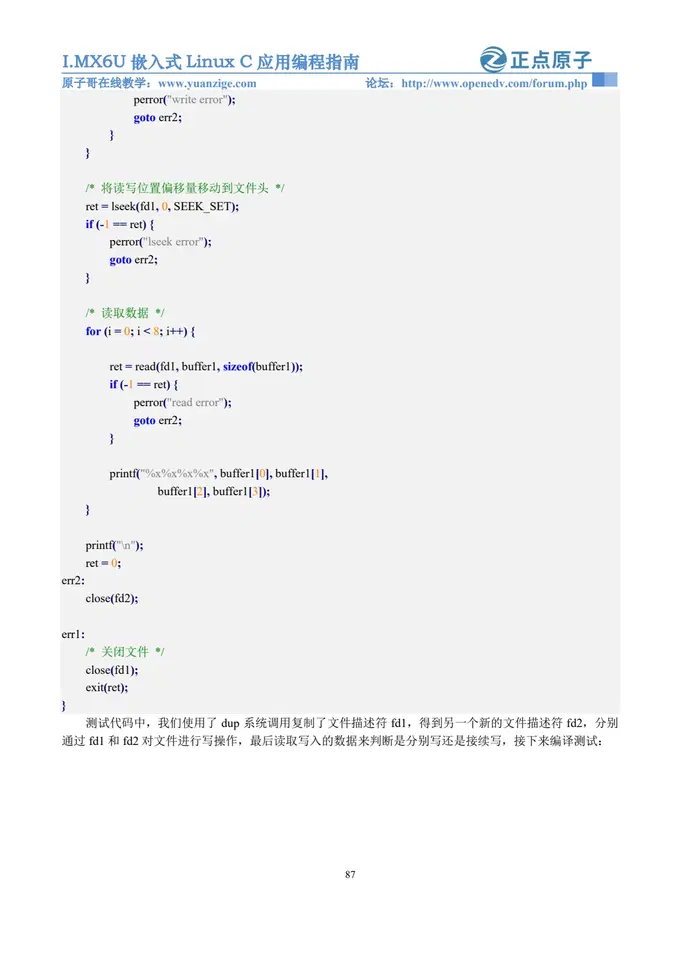 I.MX6U 嵌入式 Linux C 应用编程指南
正点原子
原子哥在线教学：www.yuanzige.com
论坛：http://www.openedv.com/forum.php
perror("write error");
goto err2;
}
}
/* 将读写位置偏移量移动到文件头 */
ret = lseek(fd1, 0, SEEK_SET);
if (-1 == ret) {
perror("lseek error");
goto err2;
}
/* 读取数据 */
for (i = 0; i < 8; i++) {
ret = read(fd1, buffer1, sizeof(buffer1));
if (-1 == ret) {
perror("read error");
goto err2;
}
printf("%x%x%x%x", buffer1[0], buffer1[1],
buffer1[2], buffer1[3]);
}
printf("\n");
ret = 0;
err2:
close(fd2);
err1:
/* 关闭文件 */
close(fd1);
exit(ret);
}
测试代码中，我们使用了 dup 系统调用复制了文件描述符 fd1，得到另一个新的文件描述符 fd2，分别
通过 fd1 和 fd2 对文件进行写操作，最后读取写入的数据来判断是分别写还是接续写，接下来编译测试：
87